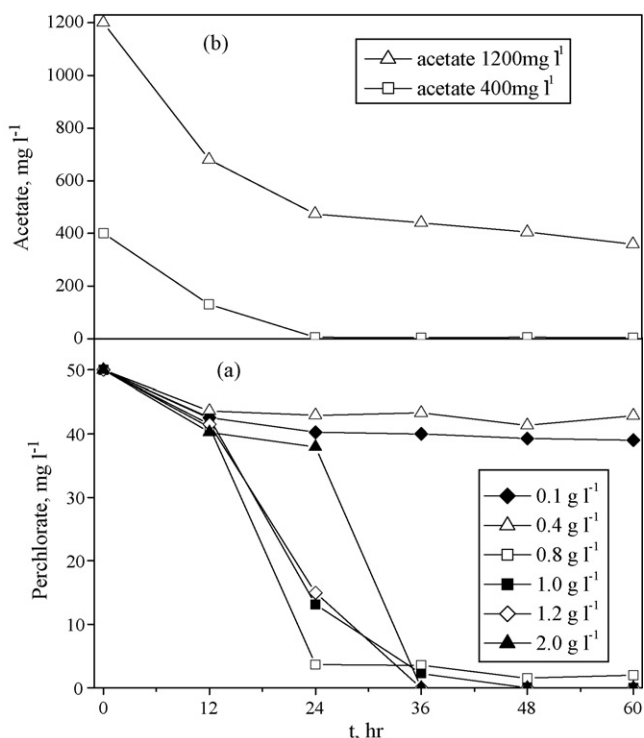 1200
1000
800
600
400
200
0
Acetate, mg l-1
(b)
acetate 1200mg l1
acetate 400mg l1
50
40
30
20
10
0
Perchlorate, mg l-1
(a)
0.1 g l-1
0.4 g l-1
0.8 g l-1
1.0 g l-1
1.2 g l-1
2.0 g l-1
0 12 24 36 48 60
t, hr